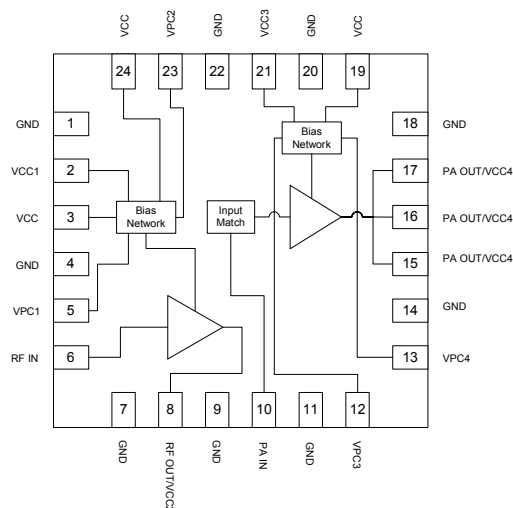 VCC
VPC2
GND
VCC3
GND
VCC
24
23
22
21
20
19
GND
1
VCC1
2
VCC
3
GND
4
VPC1
5
RF IN
6
Bias
Network
Input
Match
Bias
Network
18
GND
17
PA OUT/VCC4
16
PA OUT/VCC4
15
PA OUT/VCC4
14
GND
13
VPC4
7
8
9
10
11
12
GND
GND
PA IN
GND
VPC3